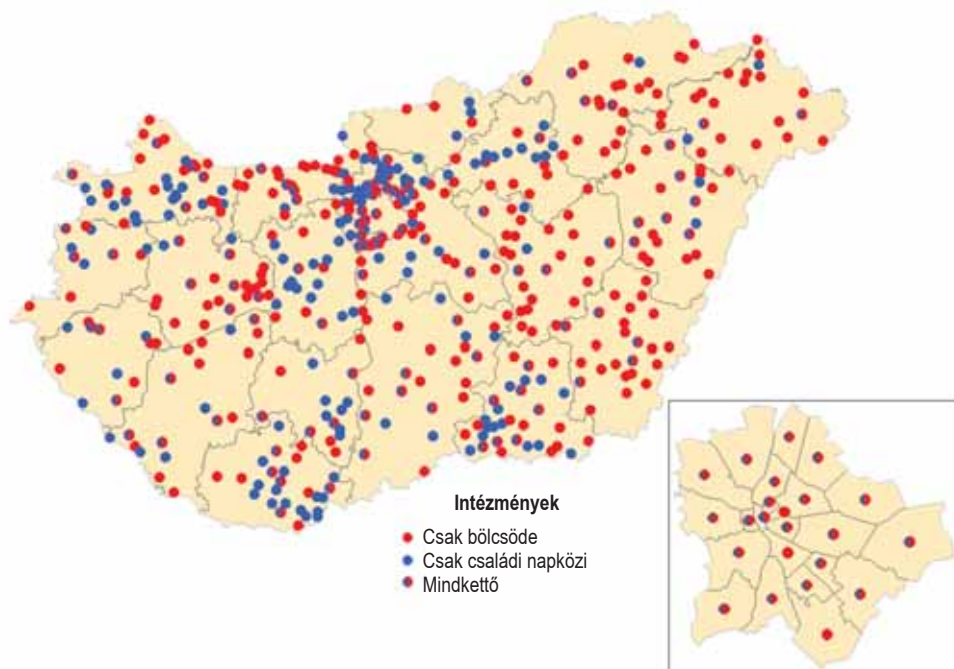 Intézmények
Csak bölcsöde
Csak családi napközi
Mindkettő